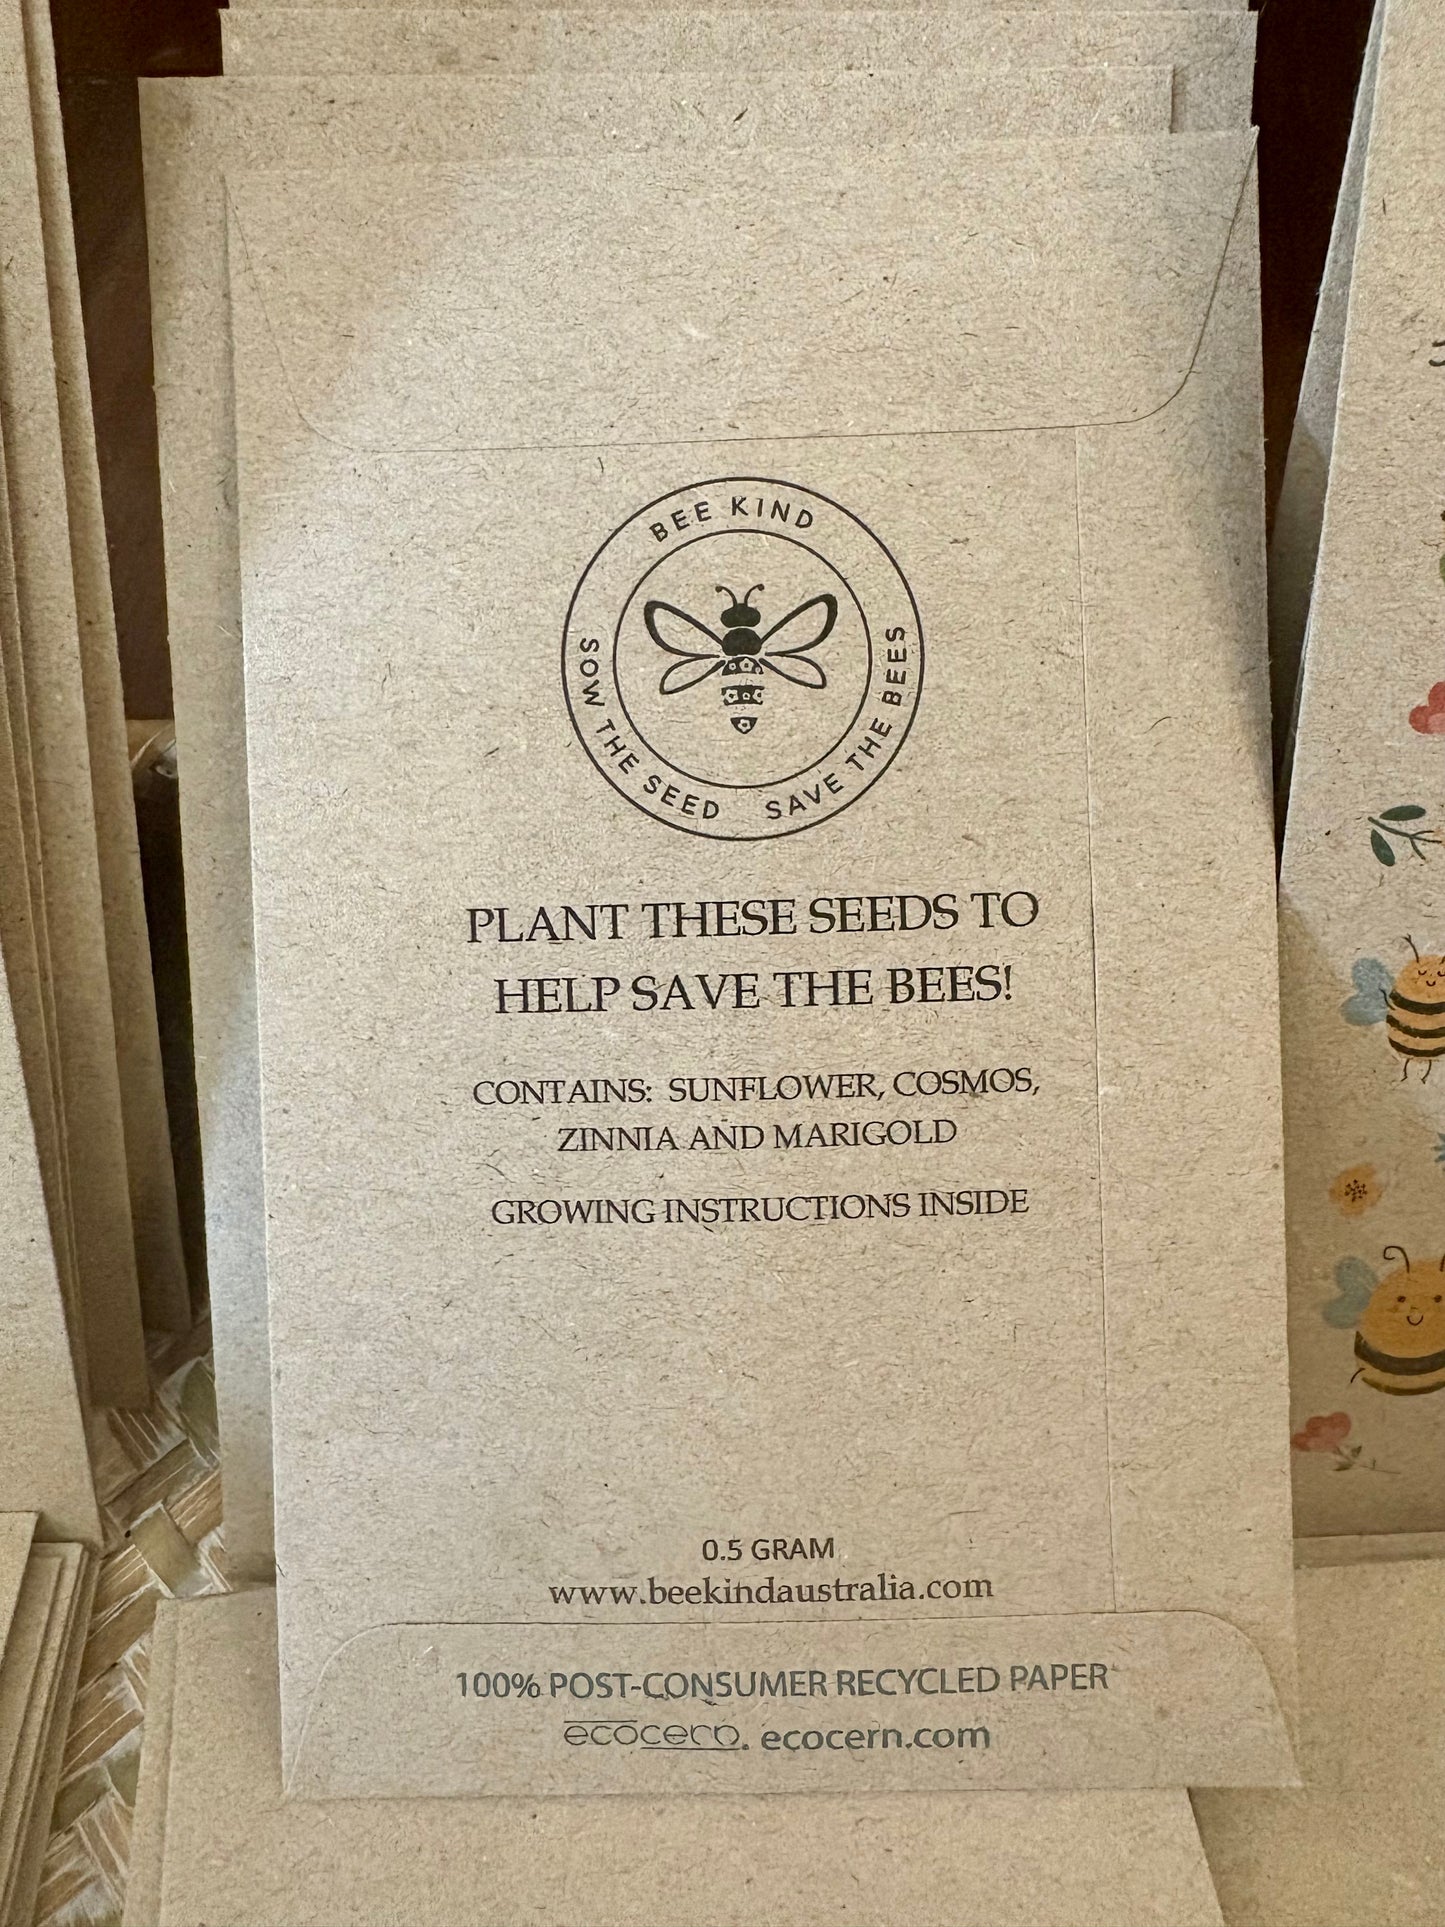 BEE KIND
SOW THE SEED
SAVE THE BEES
PLANT THESE SEEDS TO
HELP SAVE THE BEES!
CONTAINS: SUNFLOWER, COSMOS,
ZINNIA AND MARIGOLD
GROWING INSTRUCTIONS INSIDE
0.5 GRAM
www.beekindaustralia.com
100% POST-CONSUMER RECYCLED PAPER
ecocern. ecocern.com